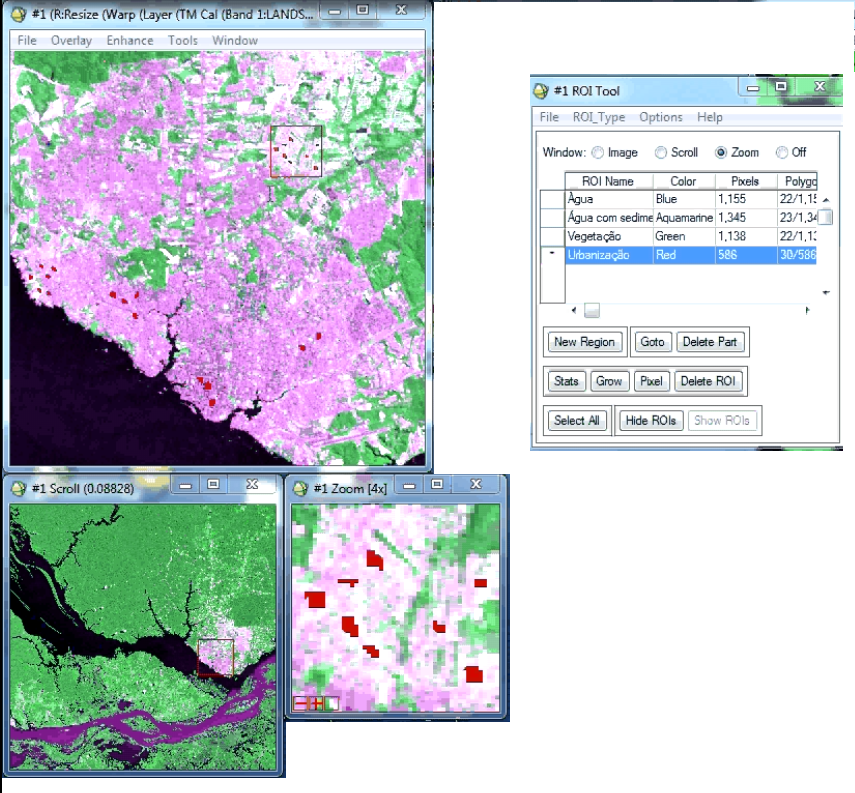 #1 (R:Resize (Warp (Layer (TM Cal (Band 1:LANDS...
File Overlay Enhance Tools Window
#1 ROI Tool
File ROI_Type Options Help
Window: Image Scroll Zoom Off
ROI Name Color Pixels Polygo
Água Blue 1,155 22/1,15
Água com sedime Aquamarine 1,345 23/1,34
Vegetação Green 1,138 22/1,13
Urbanização Red 586 30/586
New Region Goto Delete Part
Stats Grow Pixel Delete ROI
Select All Hide ROIs Show ROIs
#1 Scroll (0.08828)
#1 Zoom [4x]